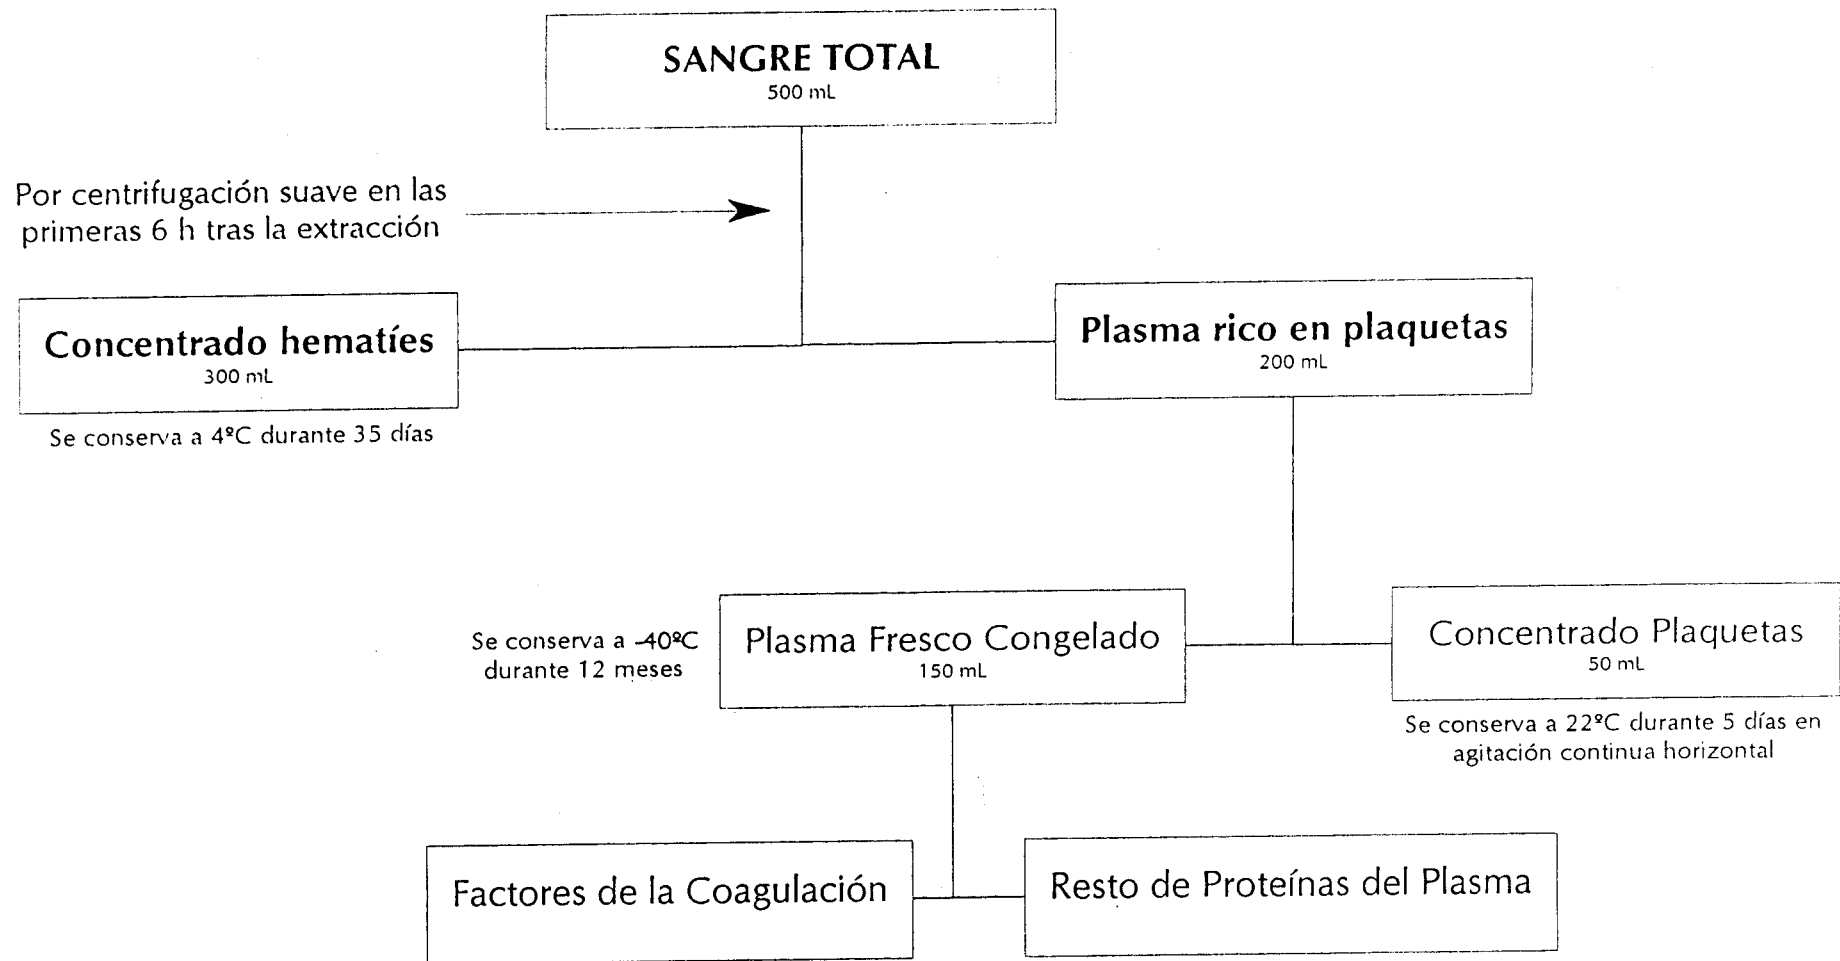 SANGRE TOTAL
500 mL
Por centrifugación suave en las
primeras 6 h tras la extracción
Concentrado hematíes
300 mL
Se conserva a 4ºC durante 35 días
Plasma rico en plaquetas
200 mL
Se conserva a -40ºC
durante 12 meses
Plasma Fresco Congelado
150 mL
Concentrado Plaquetas
50 mL
Se conserva a 22ºC durante 5 días en
agitación continua horizontal
Factores de la Coagulación
Resto de Proteínas del Plasma